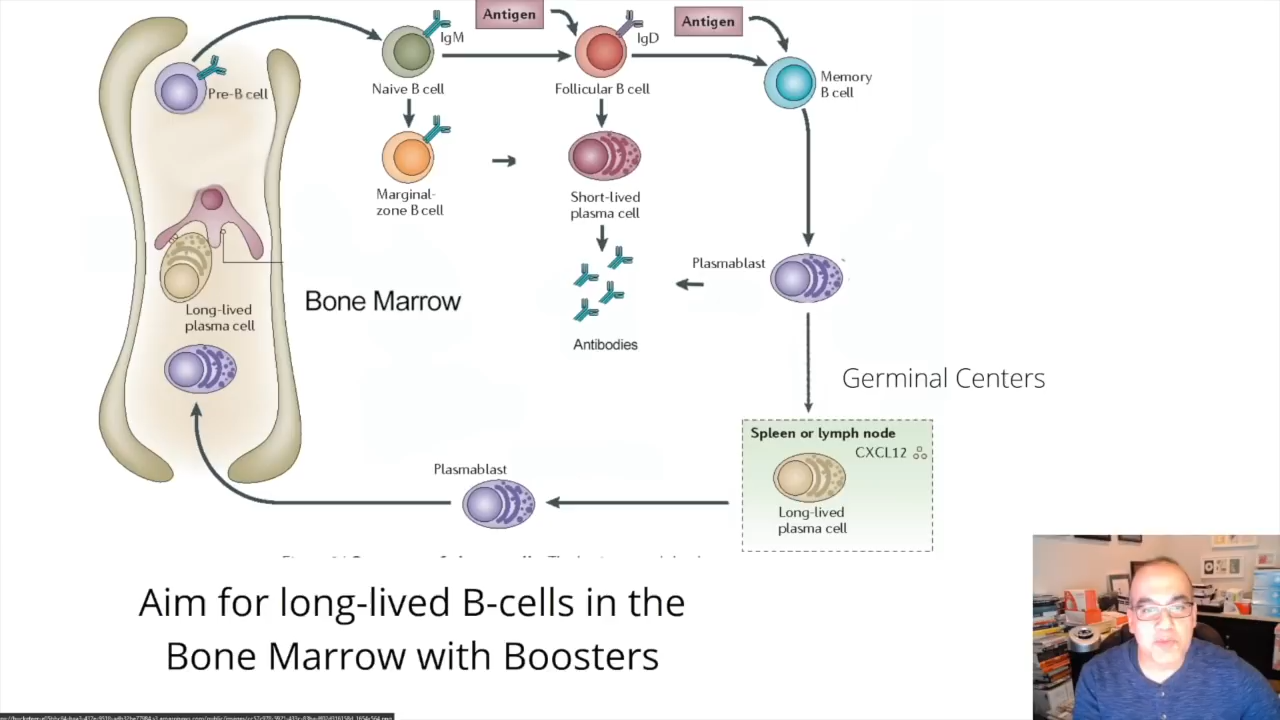 Antigen
IgM
Antigen
IgD
Pre-B cell
Naive B cell
Follicular B cell
Memory
B cell
Marginal-
zone B cell
Short-lived
plasma cell
Plasmablast
Bone Marrow
Long-lived
plasma cell
Antibodies
Germinal Centers
Spleen or lymph node
CXCL12
Long-lived
plasma cell
Plasmablast
Aim for long-lived B-cells in the
Bone Marrow with Boosters